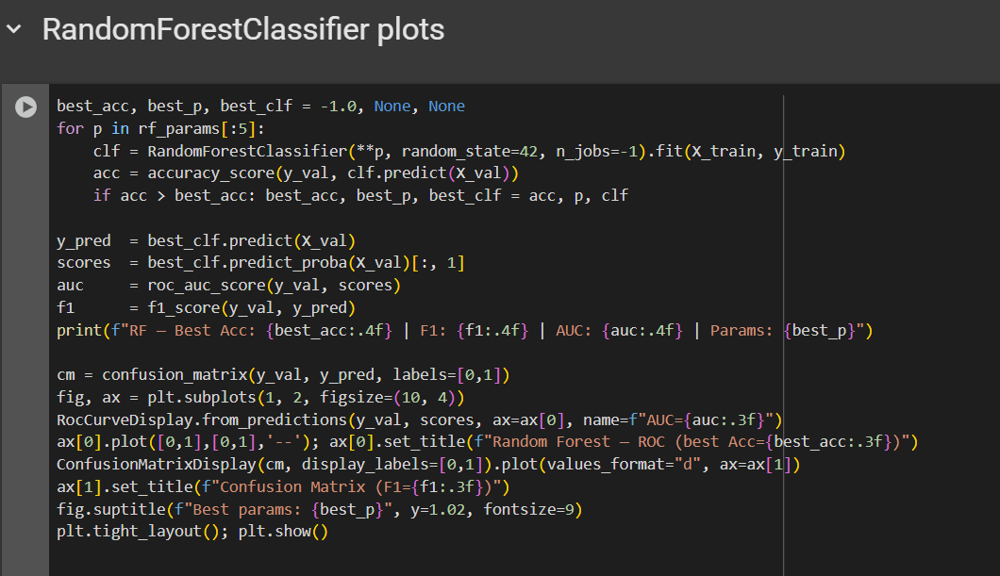 RandomForestClassifier plots
best_acc, best_p, best_clf = -1.0, None, None
for p in rf_params[:5]:
    clf = RandomForestClassifier(**p, random_state=42, n_jobs=-1).fit(X_train, y_train)
    acc = accuracy_score(y_val, clf.predict(X_val))
    if acc > best_acc: best_acc, best_p, best_clf = acc, p, clf

y_pred  = best_clf.predict(X_val)
scores  = best_clf.predict_proba(X_val)[:, 1]
auc     = roc_auc_score(y_val, scores)
f1      = f1_score(y_val, y_pred)
print(f"RF — Best Acc: {best_acc:.4f} | F1: {f1:.4f} | AUC: {auc:.4f} | Params: {best_p}")

cm = confusion_matrix(y_val, y_pred, labels=[0,1])
fig, ax = plt.subplots(1, 2, figsize=(10, 4))
RocCurveDisplay.from_predictions(y_val, scores, ax=ax[0], name=f"AUC={auc:.3f}")
ax[0].plot([0,1],[0,1],'--'); ax[0].set_title(f"Random Forest — ROC (best Acc={best_acc:.3f})")
ConfusionMatrixDisplay(cm, display_labels=[0,1]).plot(values_format="d", ax=ax[1])
ax[1].set_title(f"Confusion Matrix (F1={f1:.3f})")
fig.suptitle(f"Best params: {best_p}", y=1.02, fontsize=9)
plt.tight_layout(); plt.show()